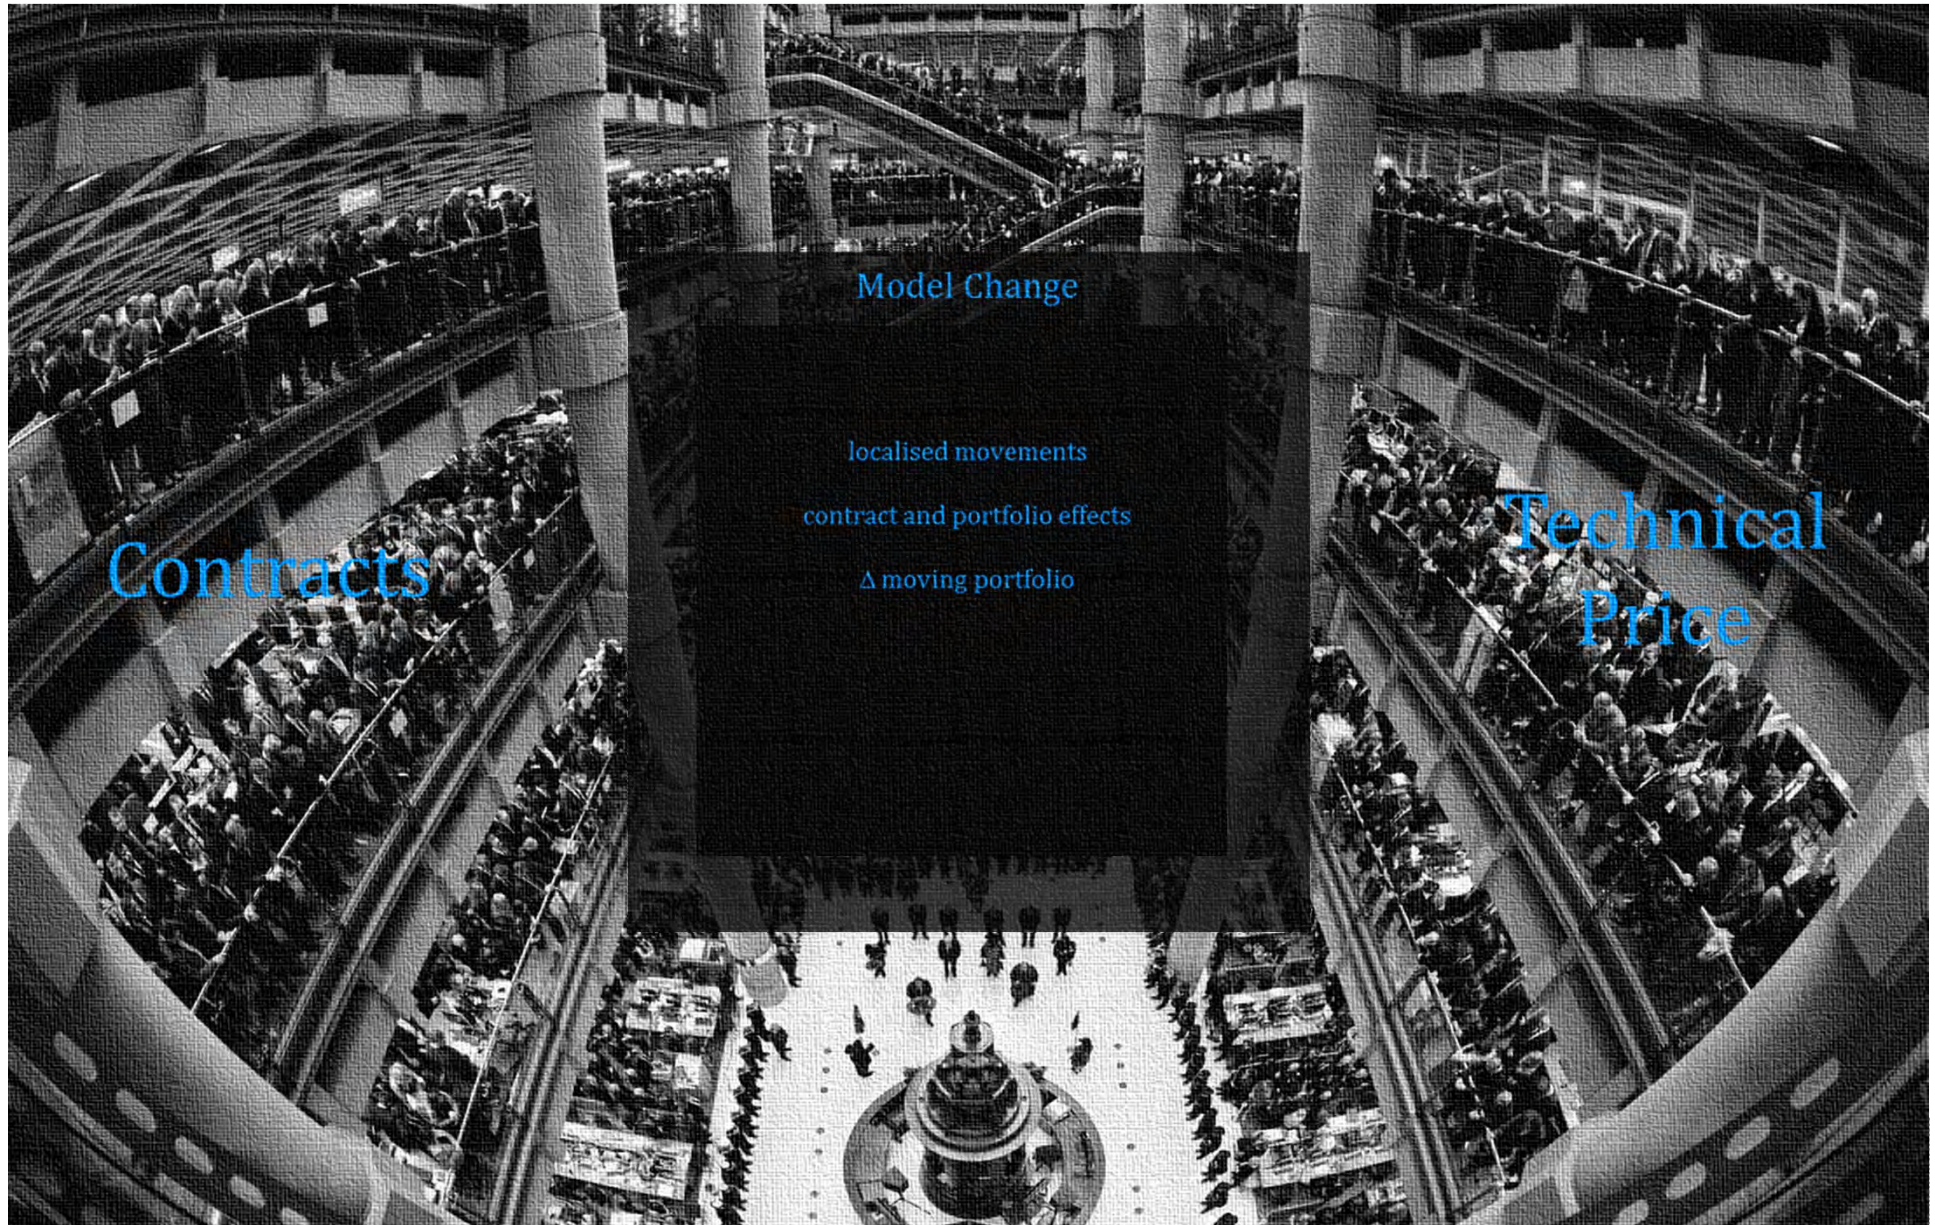 Model Change
localised movements
contract and portfolio effects
Δ moving portfolio
Contracts
Technical
Price